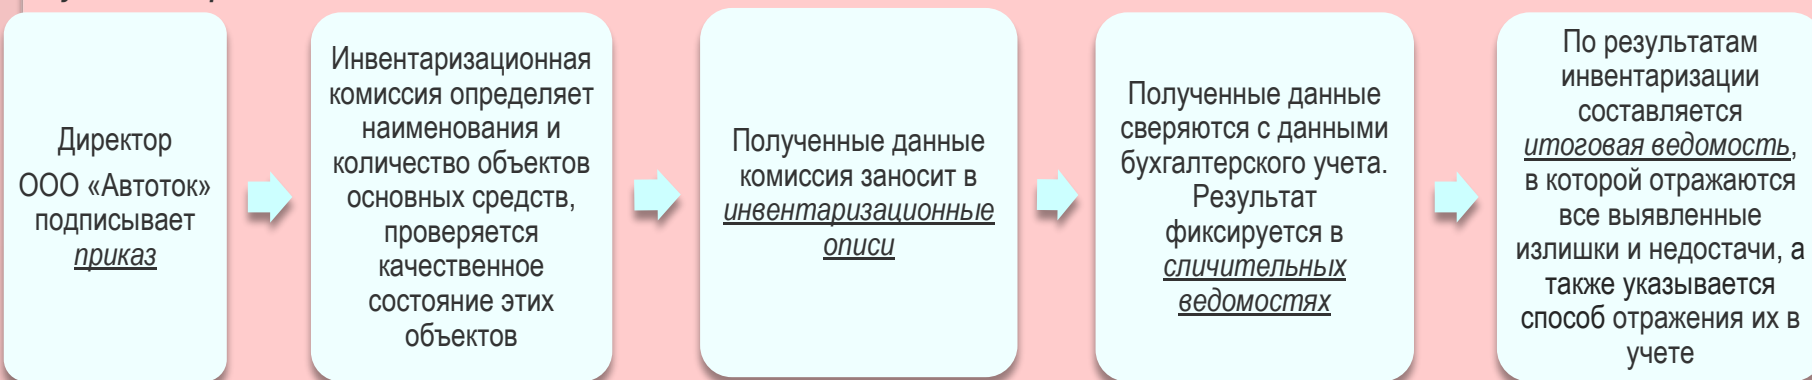 Директор
ООО «Автоток»
подписывает
приказ
Инвентаризационная
комиссия определяет
наименования и
количество объектов
основных средств,
проверяется
качественное
состояние этих
объектов
Полученные данные
комиссия заносит в
инвентаризационные
описи
Полученные данные
сверяются с данными
бухгалтерского учета.
Результат
фиксируется в
сличительных
ведомостях
По результатам
инвентаризации
составляется
итоговая ведомость,
в которой отражаются
все выявленные
излишки и недостачи, а
также указывается
способ отражения их в
учете